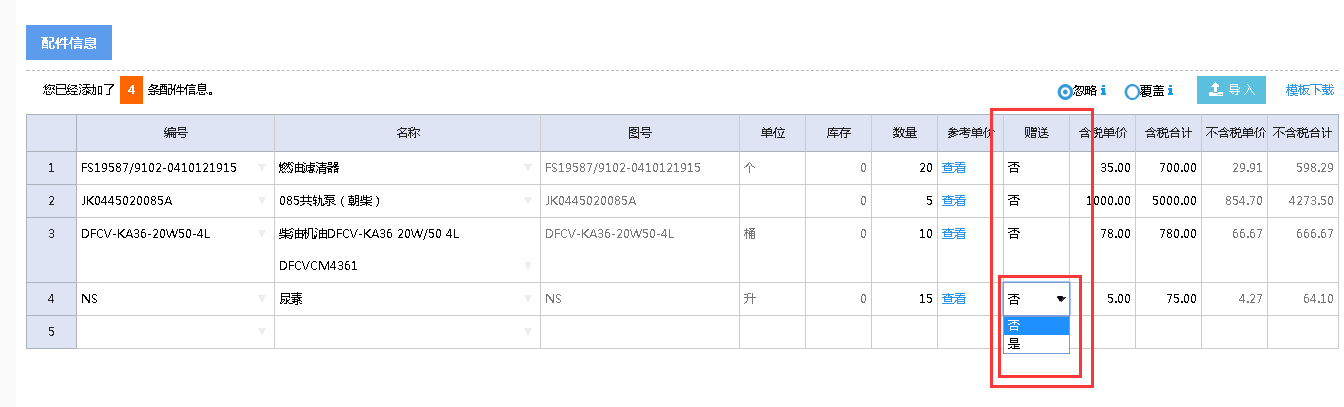 配件信息
您已经添加了 4 条配件信息。
忽略 覆盖 导入 模板下载
编号 名称 图号 单位 库存 数量 参考单价 赠送 含税单价 含税合计 不含税单价 不含税合计
1 FS19587/9102-0410121915 燃油滤清器 FS19587/9102-0410121915 个 0 20 查看 否 35.00 700.00 29.91 598.29
2 JK0445020085A 085共轨泵（朝柴） JK0445020085A 0 5 查看 否 1000.00 5000.00 854.70 4273.50
3 DFCV-KA36-20W50-4L 柴油机油DFCV-KA36 20W/50 4L DFCV-KA36-20W50-4L 桶 0 10 查看 否 78.00 780.00 66.67 666.67
DFCVCM4361
4 NS 尿素 NS 升 0 15 查看 否 5.00 75.00 4.27 64.10
5 否
是